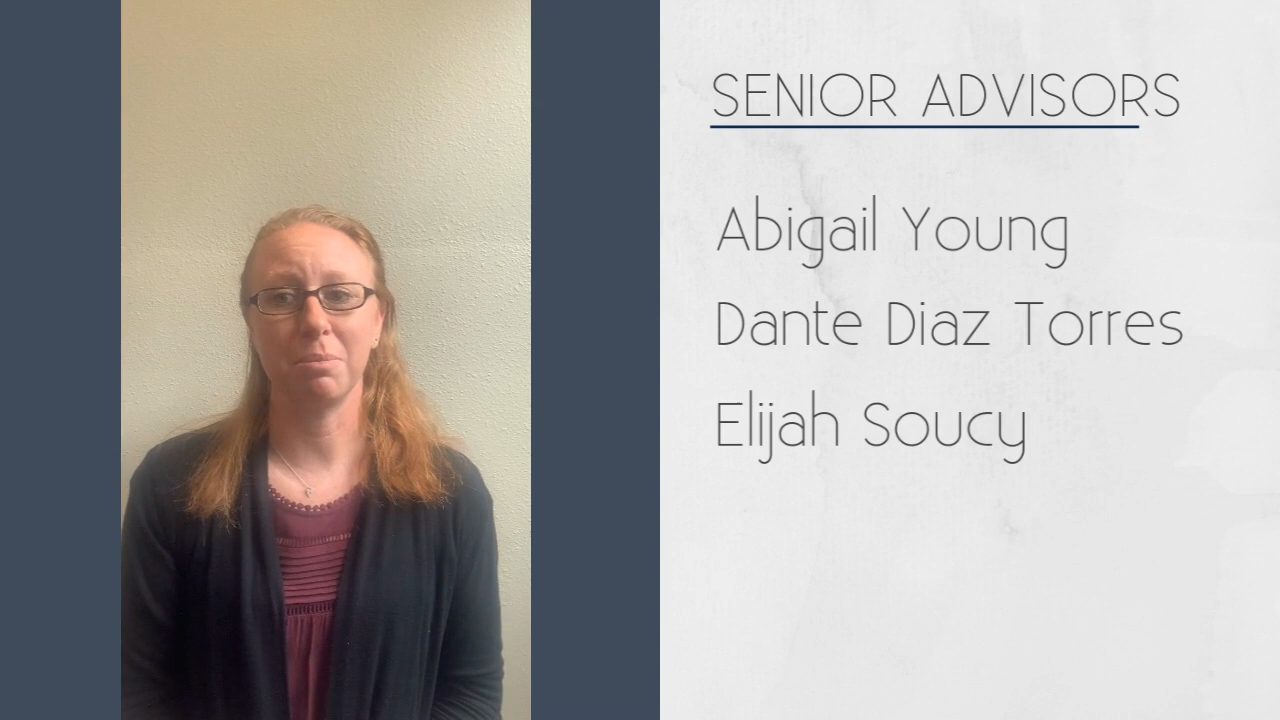 SENIOR ADVISORS
Abigail Young
Dante Diaz Torres
Elijah Soucy